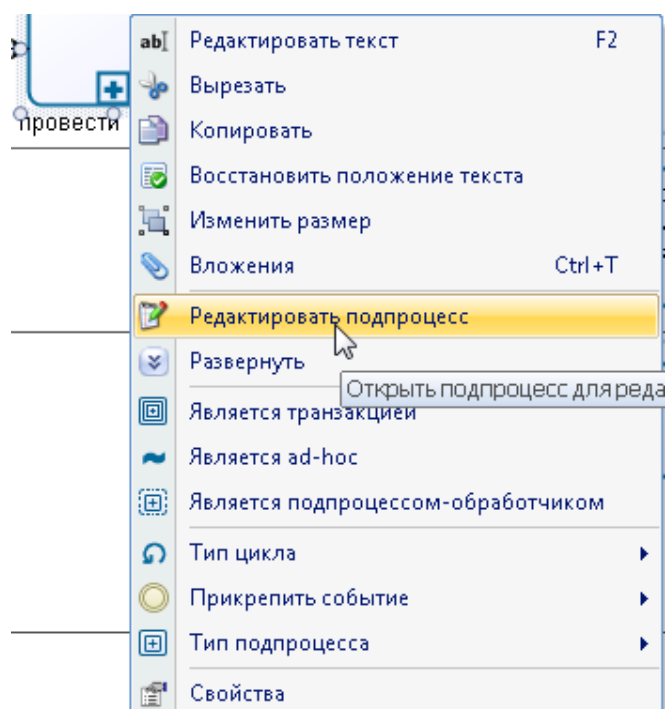 Редактировать текст F2
Вырезать
провести
Копировать
Восстановить положение текста
Изменить размер
Вложения Ctrl+T
Редактировать подпроцесс
Развернуть
Открыть подпроцесс для реда
Является транзакцией
Является ad-hoc
Является подпроцессом-обработчиком
Тип цикла
Прикрепить событие
Тип подпроцесса
Свойства